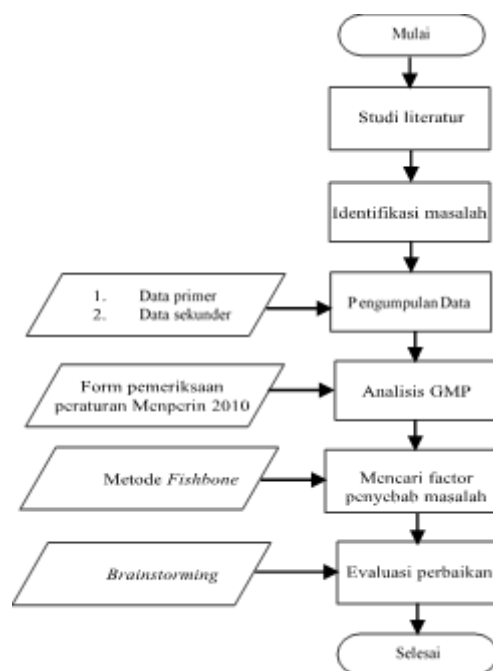 Mulai
Studi literatur
Identifikasi masalah
1. Data primer
2. Data sekunder
Pengumpulan Data
Form pemeriksaan
peraturan Menperin 2010
Analisis GMP
Metode Fishbone
Mencari factor
penyebab masalah
Brainstorming
Evaluasi perbaikan
Selesai